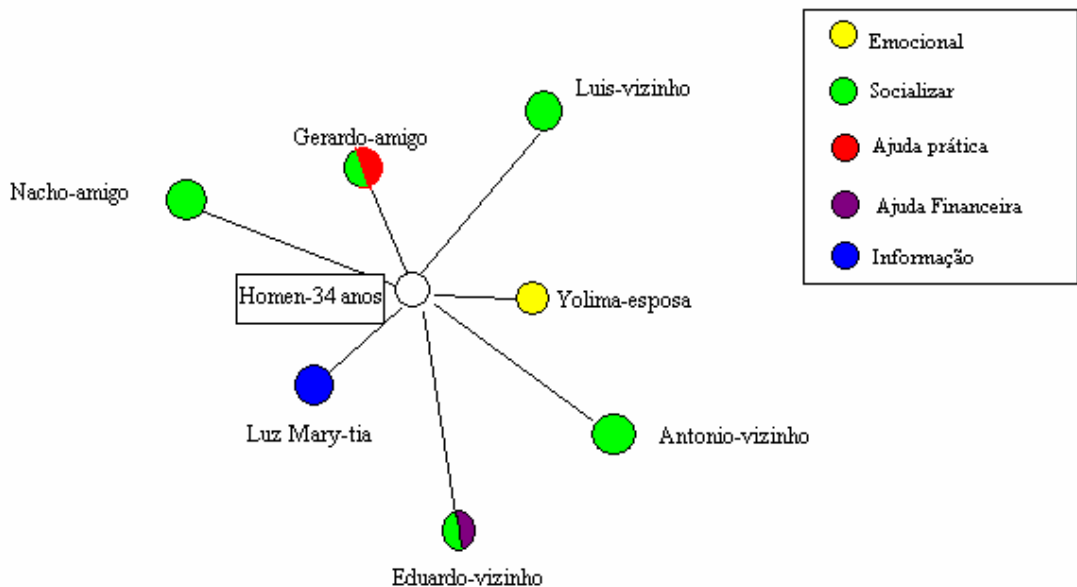 Emocional
Luis-vizinho
Socializar
Gerardo-amigo
Ajuda prática
Nacho-amigo
Ajuda Financeira
Informação
Homen-34 anos
Yolima-esposa
Luz Mary-tia
Antonio-vizinho
Eduardo-vizinho